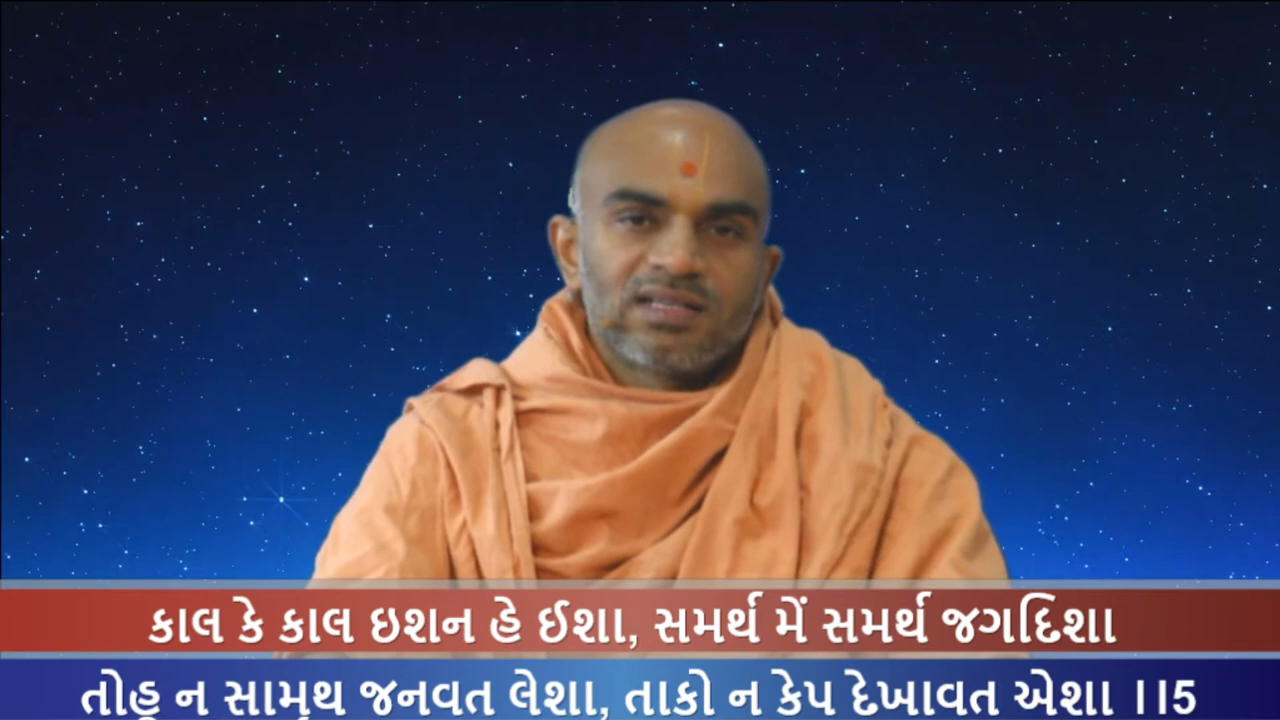 કાલ કે કાલ ઇશન હે ઈશા, સમર્થ મેં સમર્થ જગદિશા
તોહૂ ન સામૃથ જનવત લેશા, તાકો ન કેપ દેખાવત એશા ।।5